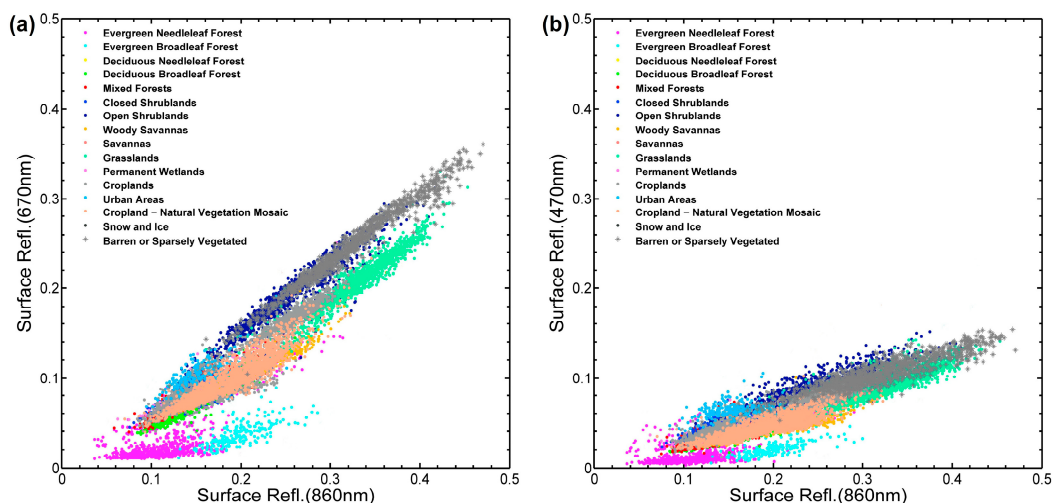 (a)
0.5
0.4
0.3
0.2
0.1
0
Surface Refl.(670nm)
Evergreen Needleleaf Forest
Evergreen Broadleaf Forest
Deciduous Needleleaf Forest
Deciduous Broadleaf Forest
Mixed Forests
Closed Shrublands
Open Shrublands
Woody Savannas
Savannas
Grasslands
Permanent Wetlands
Croplands
Urban Areas
Cropland – Natural Vegetation Mosaic
Snow and Ice
Barren or Sparsely Vegetated
0 0.1 0.2 0.3 0.4 0.5
Surface Refl.(860nm)
(b)
0.5
0.4
0.3
0.2
0.1
0
Surface Refl.(470nm)
Evergreen Needleleaf Forest
Evergreen Broadleaf Forest
Deciduous Needleleaf Forest
Deciduous Broadleaf Forest
Mixed Forests
Closed Shrublands
Open Shrublands
Woody Savannas
Savannas
Grasslands
Permanent Wetlands
Croplands
Urban Areas
Cropland – Natural Vegetation Mosaic
Snow and Ice
Barren or Sparsely Vegetated
0 0.1 0.2 0.3 0.4 0.5
Surface Refl.(860nm)